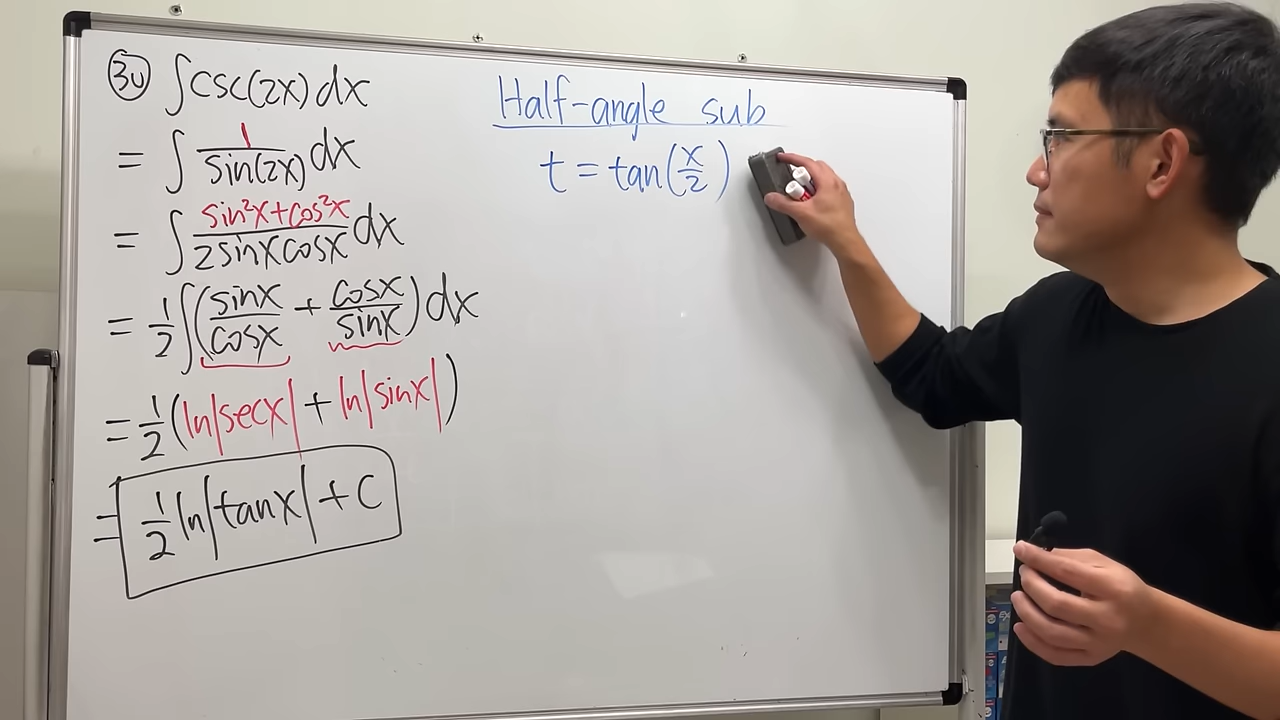 30 ∫csc(2x)dx
= ∫ 1/sin(2x) dx
= ∫ (sin²x+cos²x)/(2sinxcosx) dx
= 1/2 ∫(sinx/cosx + cosx/sinx)dx
= 1/2 (ln|secx| + ln|sinx|)
= 1/2 ln|tanx| + C
Half-angle sub
t = tan(x/2)